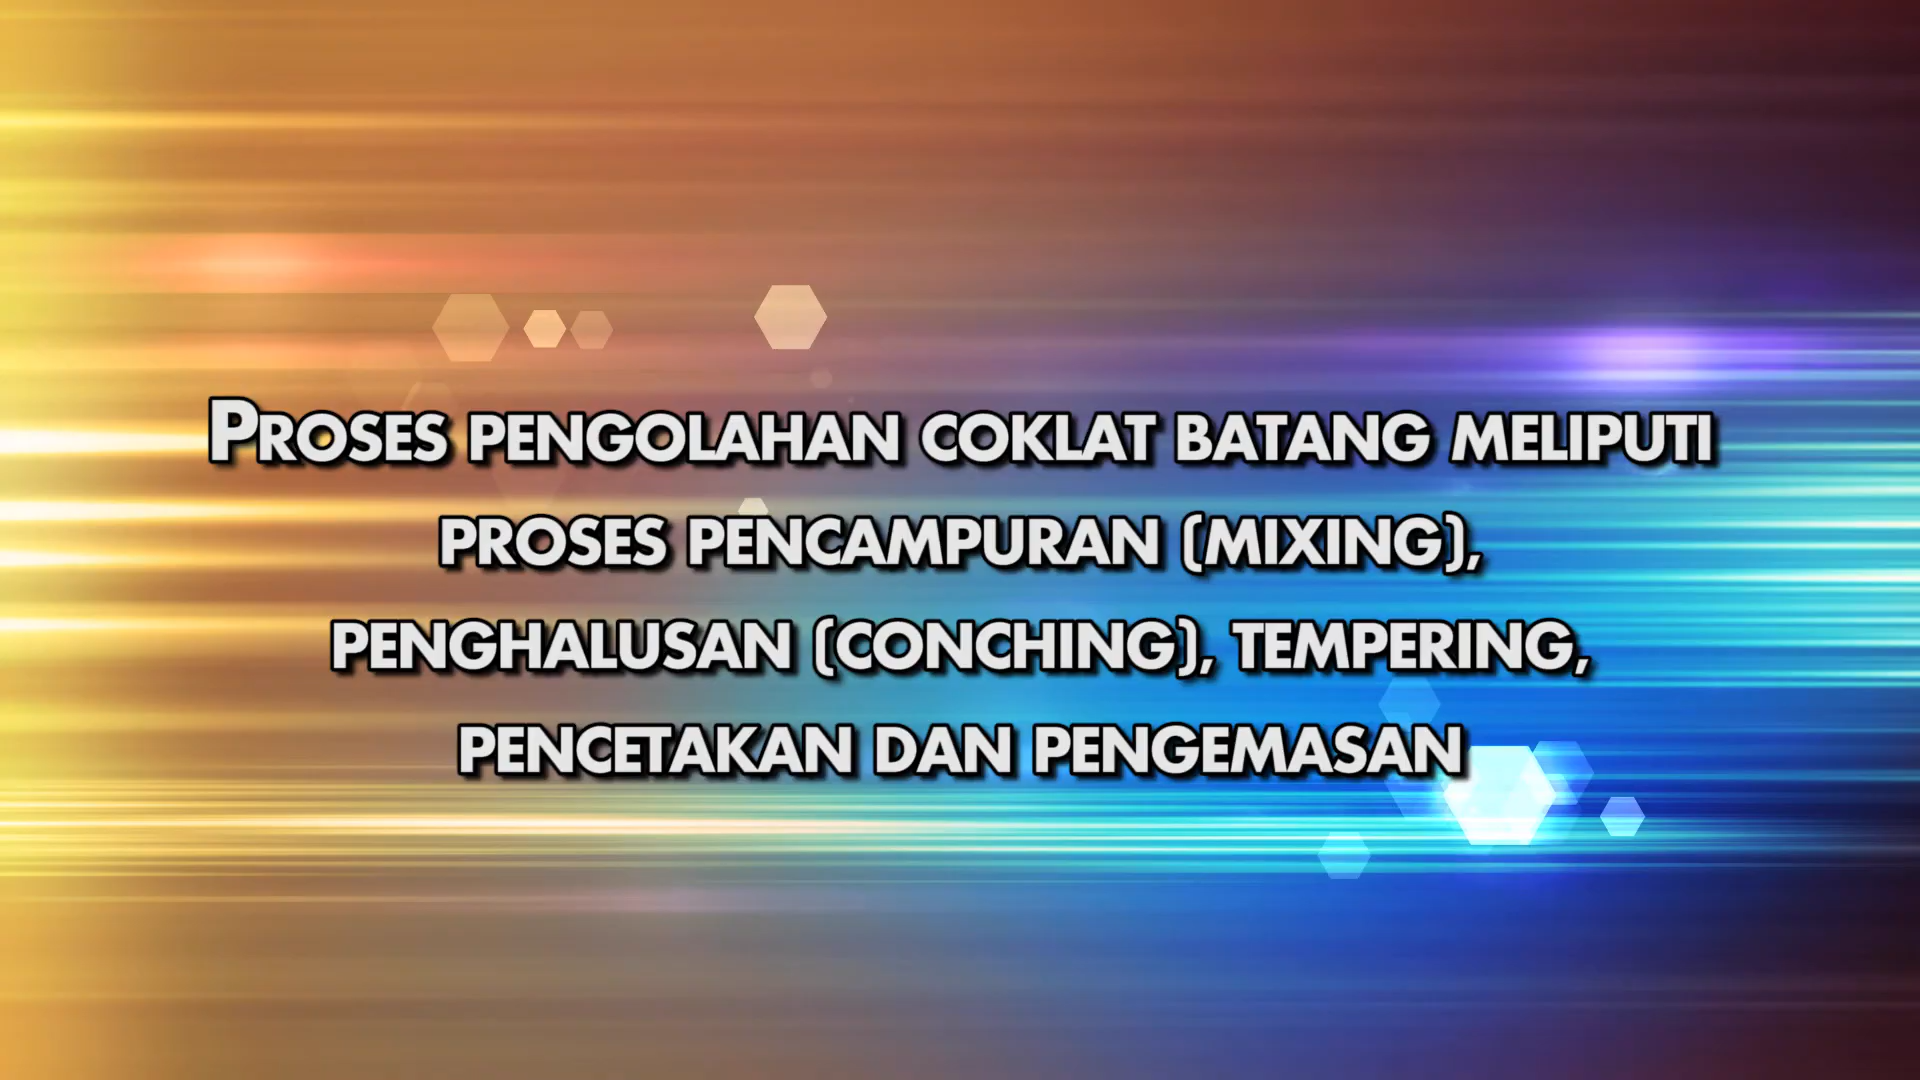 Proses pengolahan coklat batang meliputi
proses pencampuran (mixing),
penghalusan (conching), tempering,
pencetakan dan pengemasan